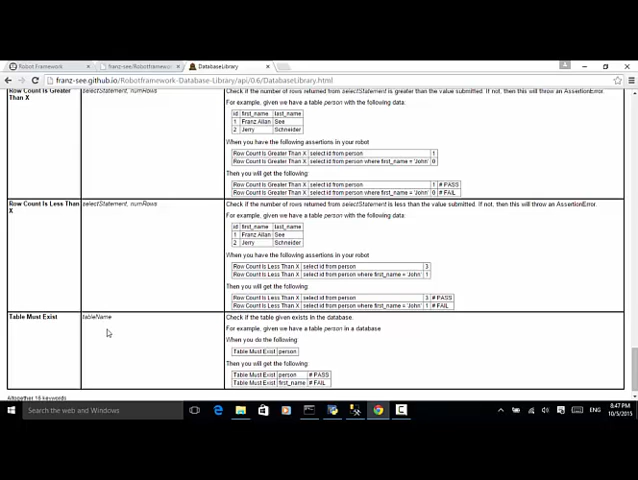 Robot Framework
franz-see/Robotframework-
DatabaseLibrary
franz-see.github.io/Robotframework-Database-Library/api/0.6/DatabaseLibrary.html
Row Count Is Greater Than X
selectStatement, numRows
Check if the number of rows returned from selectStatement is greater than the value submitted. If not, then this will throw an AssertionError.
For example, given we have a table person with the following data:
id first_name last_name
1 Franz Allan See
2 Jerry Schneider
When you have the following assertions in your robot
Row Count Is Greater Than X select id from person 1
Row Count Is Greater Than X select id from person where first_name = 'John' 0
Then you will get the following:
Row Count Is Greater Than X select id from person 1 # PASS
Row Count Is Greater Than X select id from person where first_name = 'John' 0 # FAIL
Row Count Is Less Than X
selectStatement, numRows
Check if the number of rows returned from selectStatement is less than the value submitted. If not, then this will throw an AssertionError.
For example, given we have a table person with the following data:
id first_name last_name
1 Franz Allan See
2 Jerry Schneider
When you have the following assertions in your robot
Row Count Is Less Than X select id from person 3
Row Count Is Less Than X select id from person where first_name = 'John' 1
Then you will get the following:
Row Count Is Less Than X select id from person 3 # PASS
Row Count Is Less Than X select id from person where first_name = 'John' 1 # FAIL
Table Must Exist
tableName
Check if the table given exists in the database.
For example, given we have a table person in a database
When you do the following
Table Must Exist person
Then you will get the following:
Table Must Exist person # PASS
Table Must Exist first_name # FAIL
Altogether 16 keywords
Search the web and Windows
ENG
8:47 PM
10/5/2015